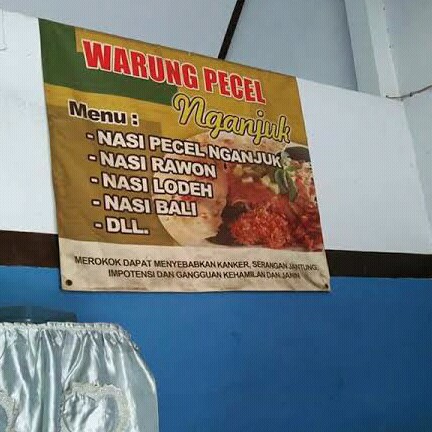 WARUNG PECEL
Nganjuk
Menu :
- NASI PECEL NGANJUK
- NASI RAWON
- NASI LODEH
- NASI BALI
- DLL.
MEROKOK DAPAT MENYEBABKAN KANKER, SERANGAN JANTUNG,
IMPOTENSI DAN GANGGUAN KEHAMILAN DAN JANIN